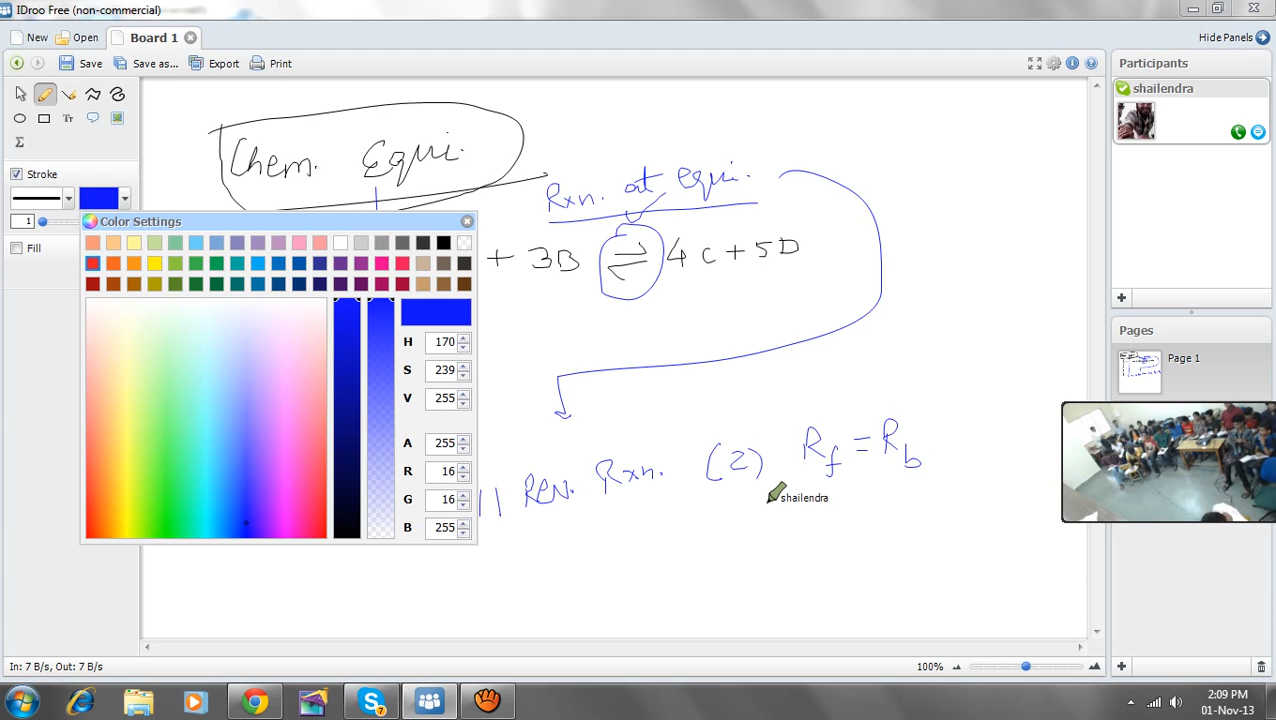 IDroo Free (non-commercial)
New Open Board 1 Hide Panels
Save Save as... Export Print
Participants
shailendra
Stroke
1
Fill
Color Settings
H 170
S 239
V 255
A 255
R 16
G 16
B 255
Chem. Equi.
Rxn. at equi.
+ 3B ⇌ 4C + 5D
Rev. Rxn. (2) Rf = Rb
shailendra
Pages
Page 1
In: 7 B/s, Out: 7 B/s
100%
7
2:09 PM
01-Nov-13